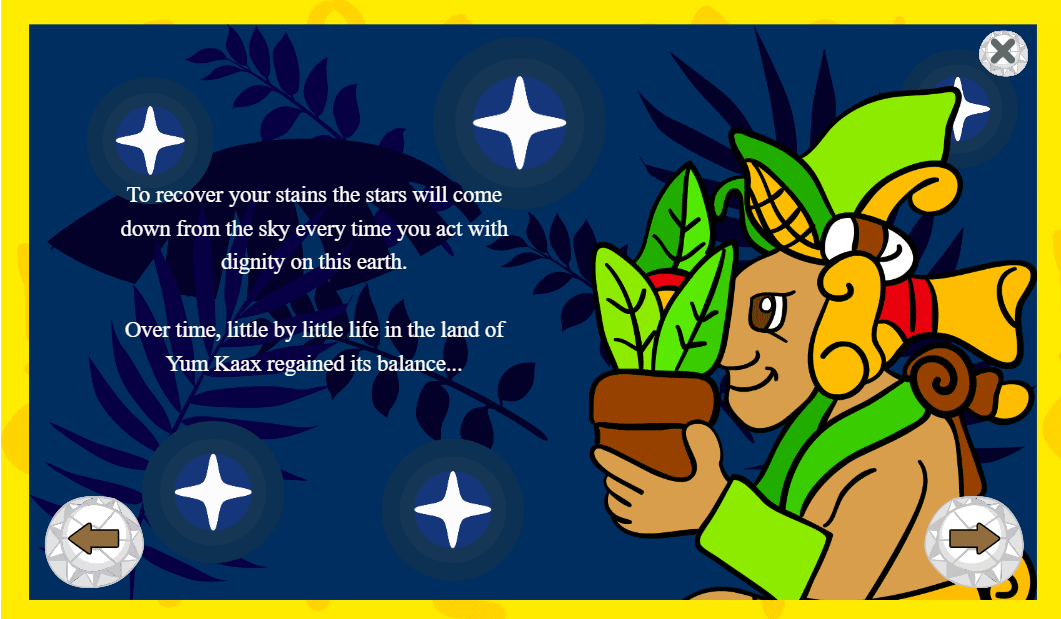 To recover your stains the stars will come
down from the sky every time you act with
dignity on this earth.
Over time, little by little life in the land of
Yum Kaax regained its balance...